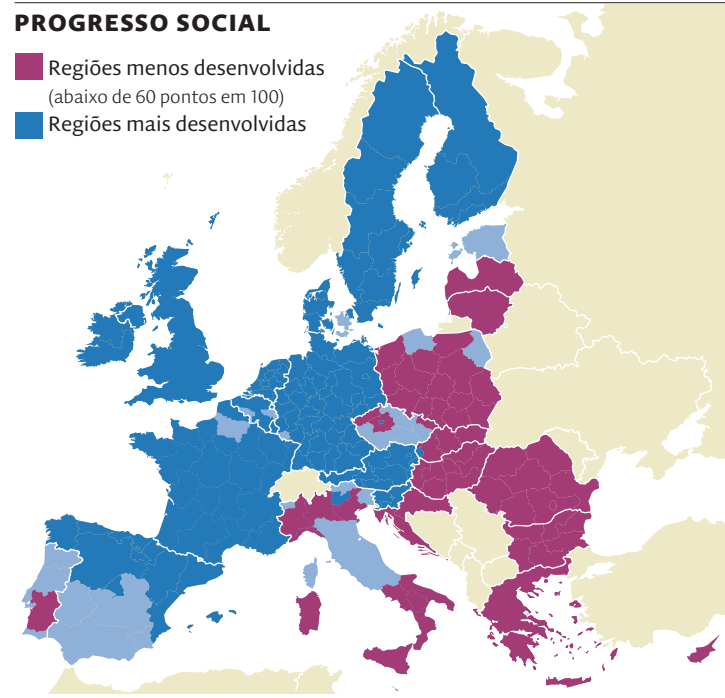 PROGRESSO SOCIAL
Regiões menos desenvolvidas
(abaixo de 60 pontos em 100)
Regiões mais desenvolvidas